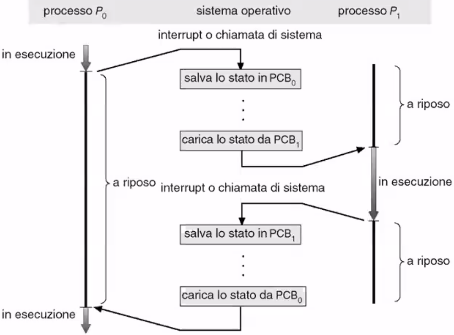 processo P0 sistema operativo processo P1
interrupt o chiamata di sistema
in esecuzione
salva lo stato in PCB0
a riposo
carica lo stato da PCB1
a riposo
in esecuzione
interrupt o chiamata di sistema
salva lo stato in PCB1
a riposo
carica lo stato da PCB0
in esecuzione